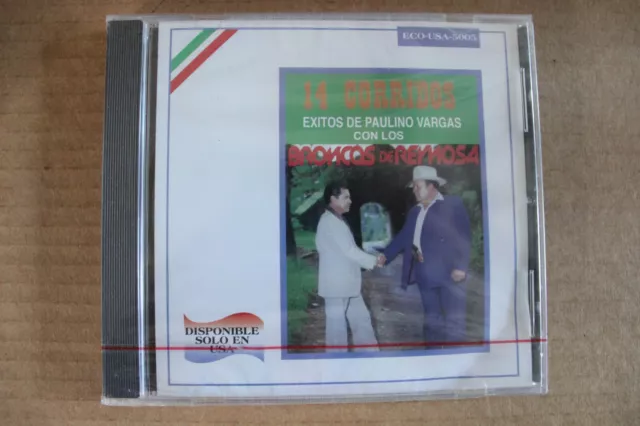 ECO-USA-5005
14 CORRIDOS
EXITOS DE PAULINO VARGAS
CON LOS
BRONCOS DE REYNOSA
DISPONIBLE
SOLO EN
USA